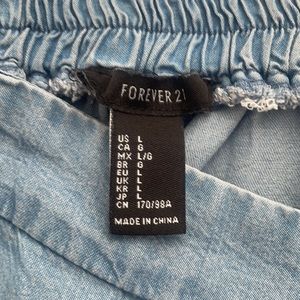 FOREVER 21
US L
CA G
MX L/G
BR G
EU L
UK L
KR L
JP L
CN 170/98A
MADE IN CHINA